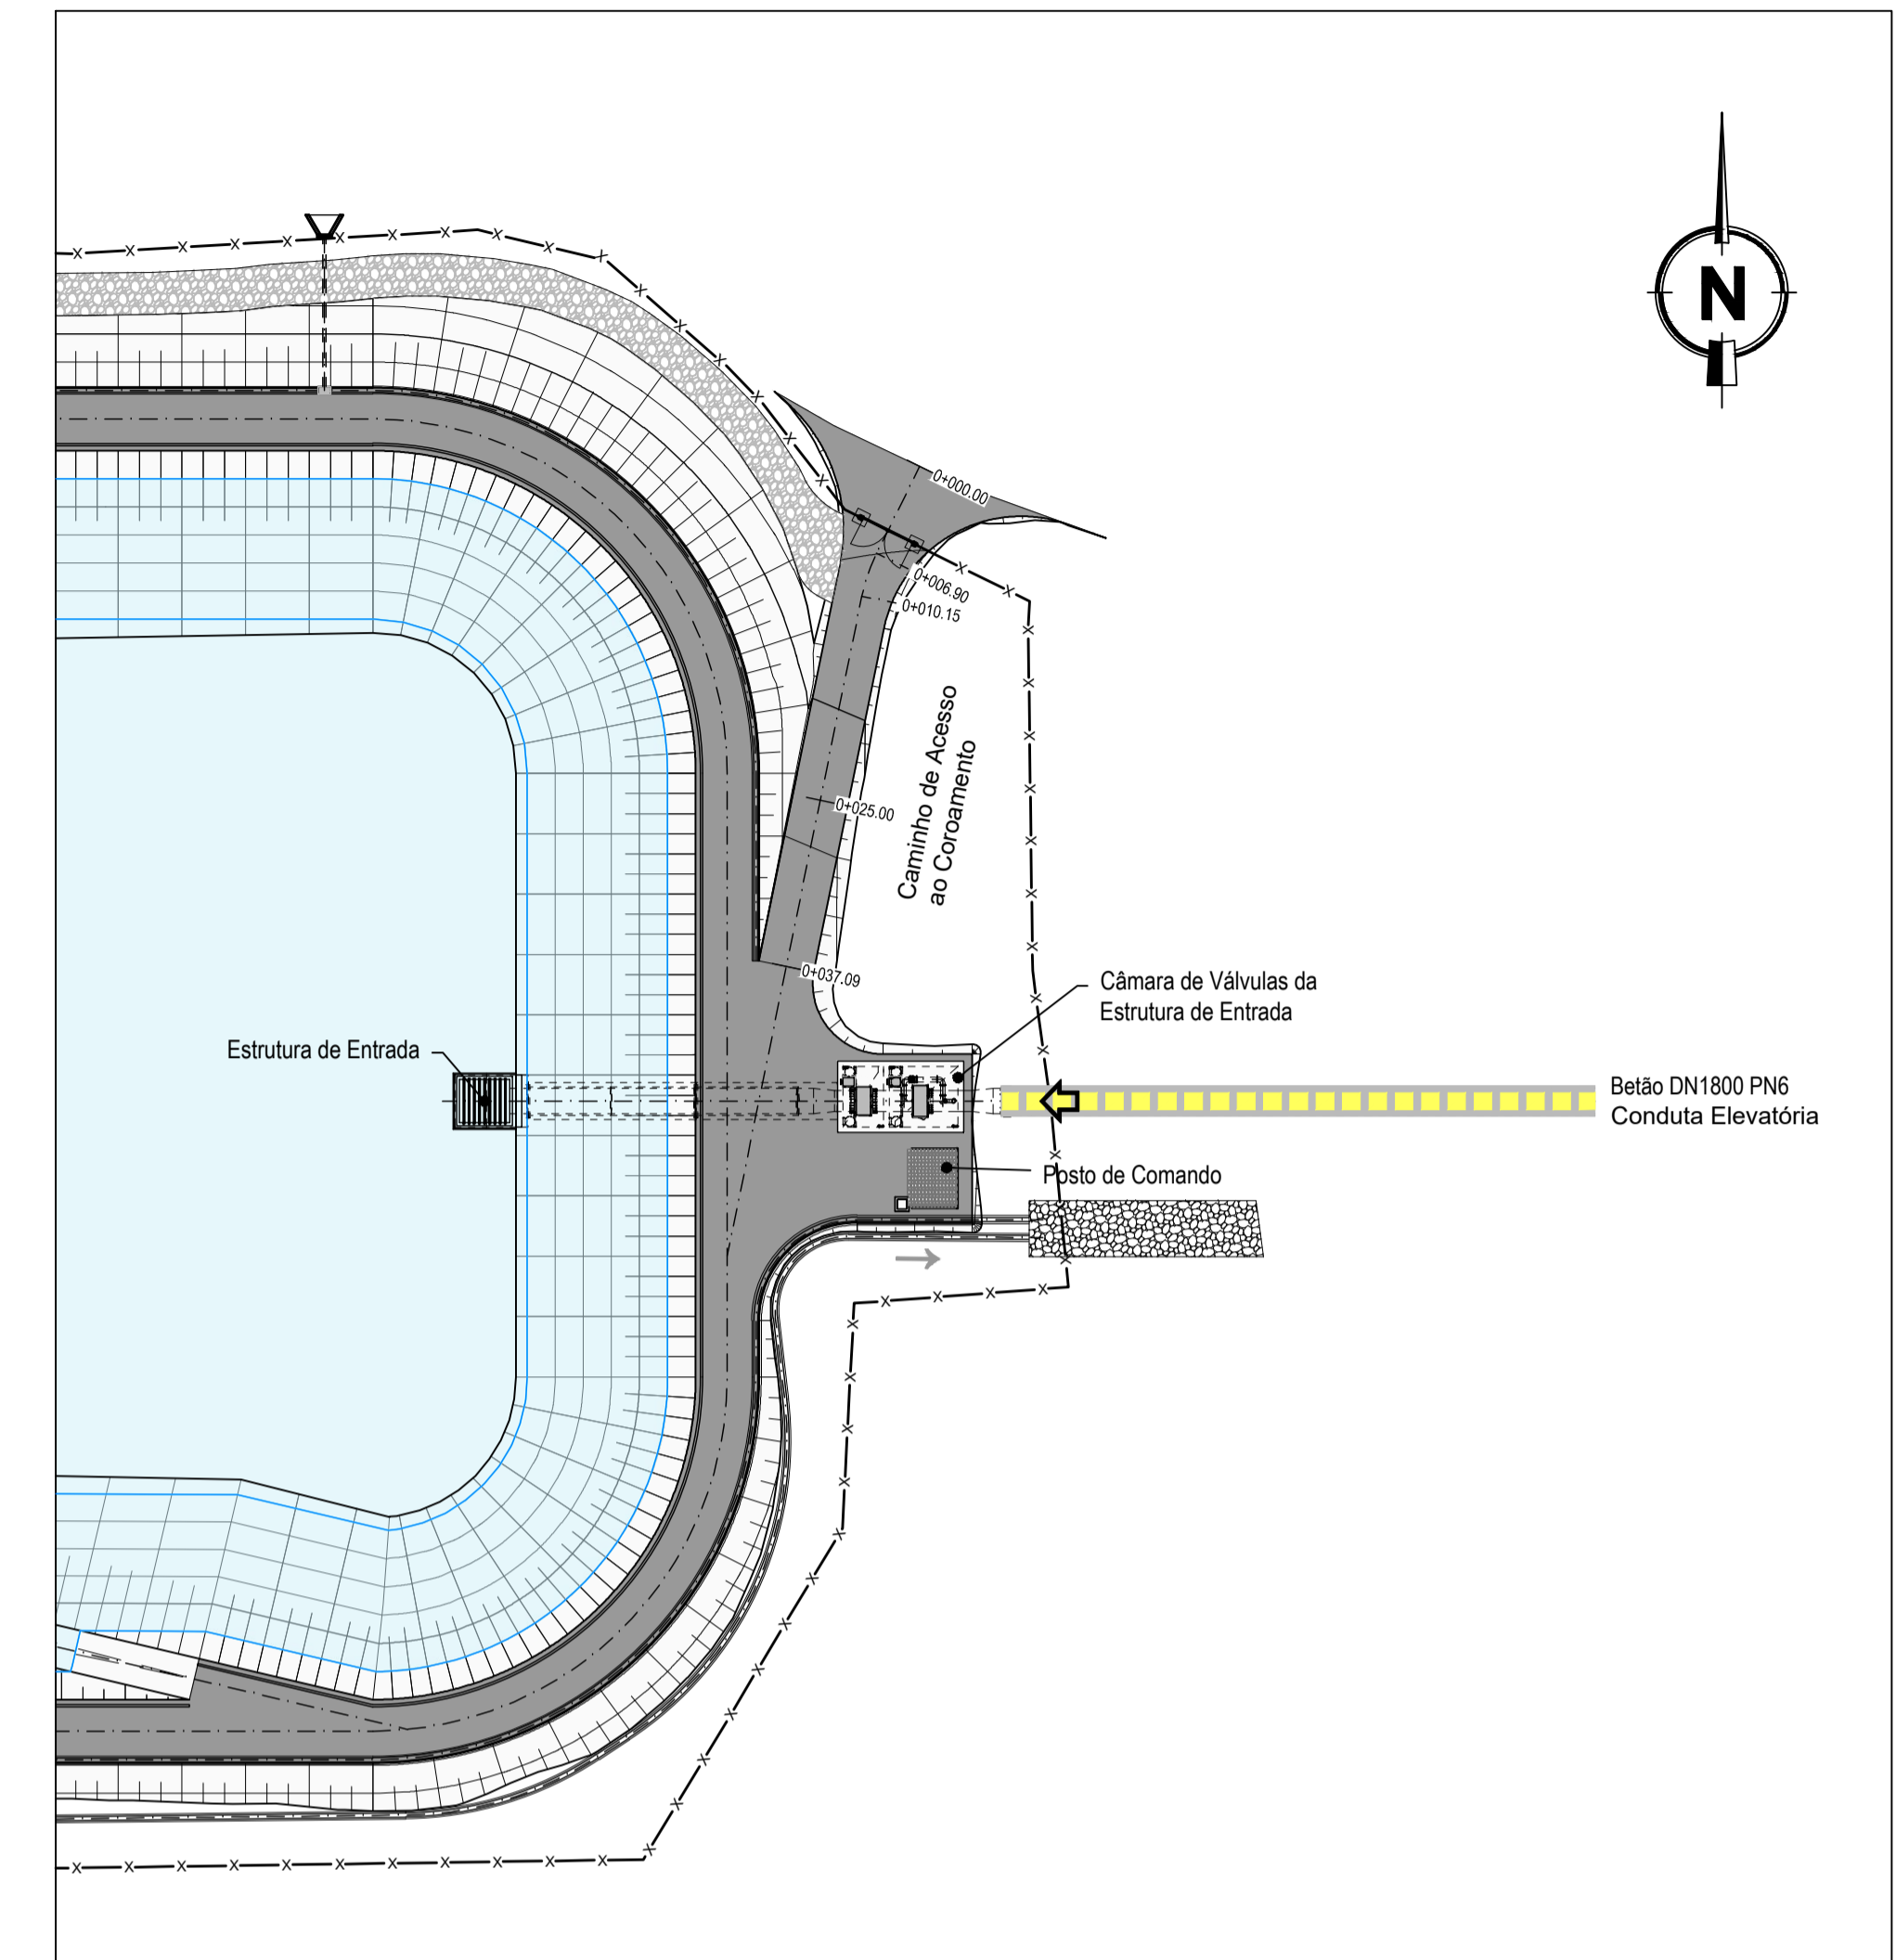 N
0+000.00
0+006.90
0+010.15
0+025.00
Caminho de Acesso
ao Coroamento
0+037.09
Câmara de Válvulas da
Estrutura de Entrada
Estrutura de Entrada
Betão DN1800 PN6
Conduta Elevatória
Posto de Comando